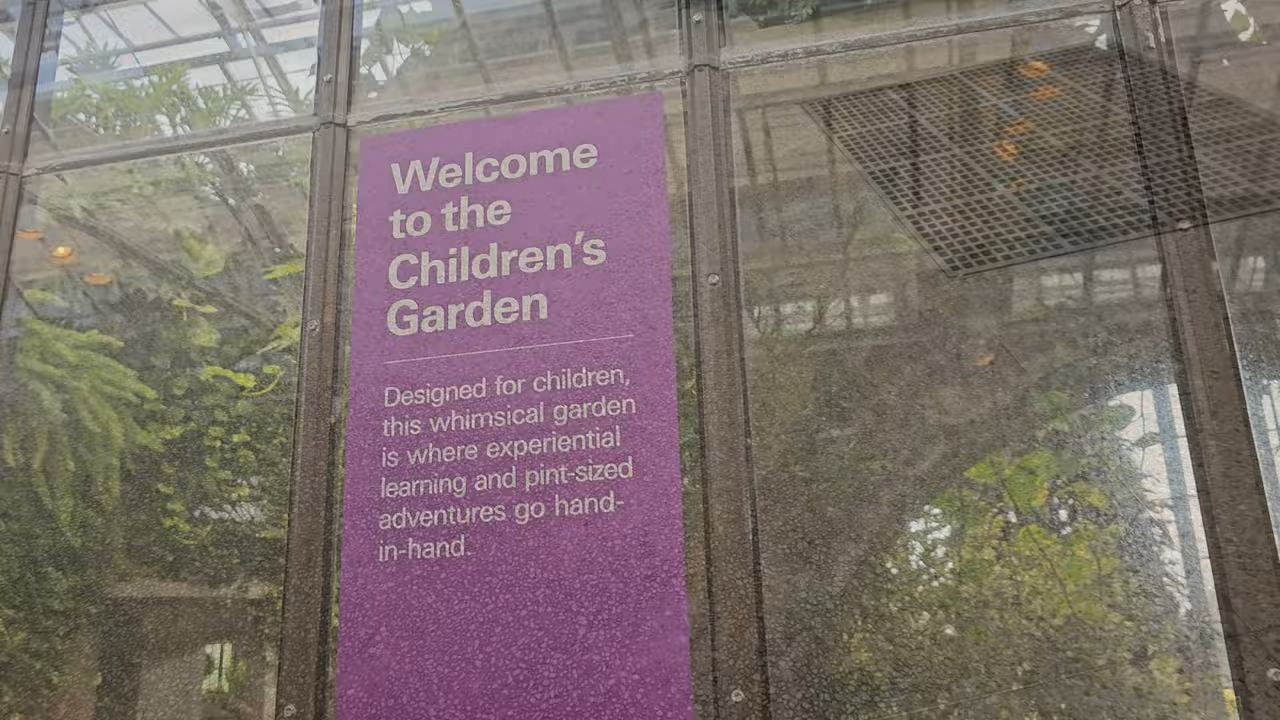 Welcome
to the
Children's
Garden
Designed for children,
this whimsical garden
is where experiential
learning and pint-sized
adventures go hand-
in-hand.